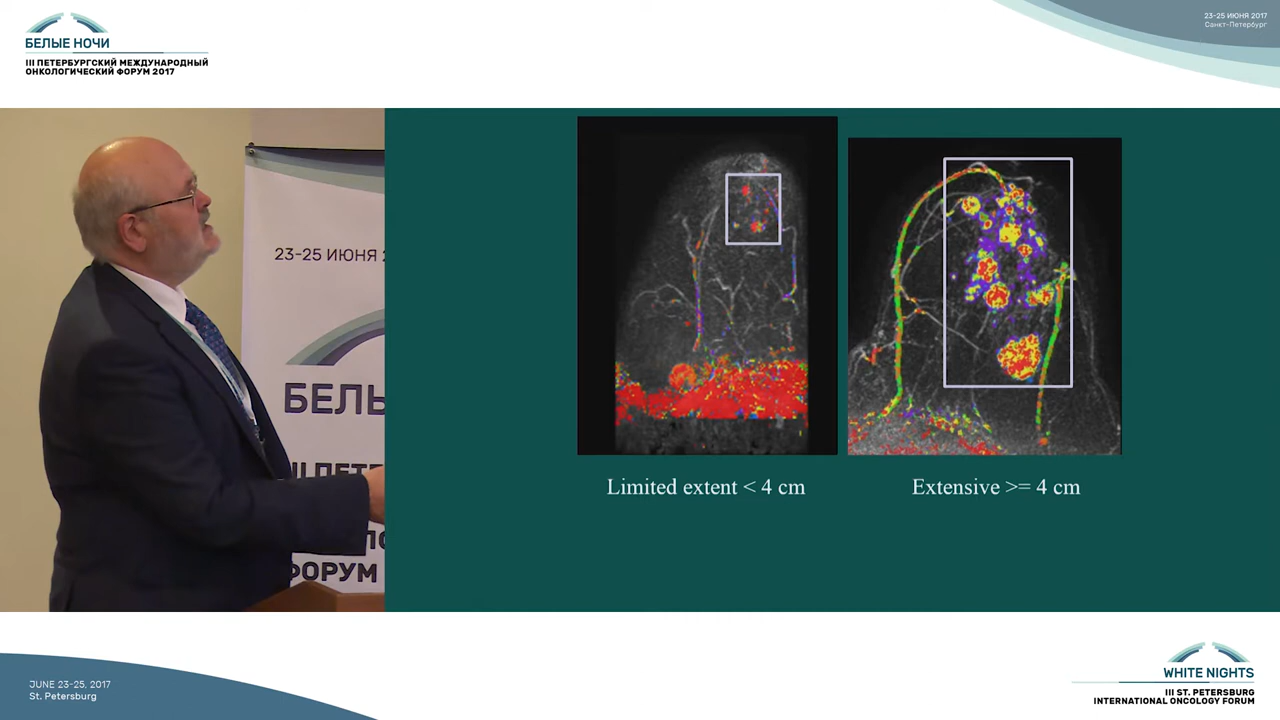 БЕЛЫЕ НОЧИ
III ПЕТЕРБУРГСКИЙ МЕЖДУНАРОДНЫЙ
ОНКОЛОГИЧЕСКИЙ ФОРУМ 2017
23-25 ИЮНЯ 2017
Санкт-Петербург
23-25 ИЮНЯ
БЕЛЫ
III ПЕТЕ
ФОРУМ
Limited extent < 4 cm
Extensive >= 4 cm
JUNE 23-25, 2017
St. Petersburg
WHITE NIGHTS
III ST. PETERSBURG
INTERNATIONAL ONCOLOGY FORUM